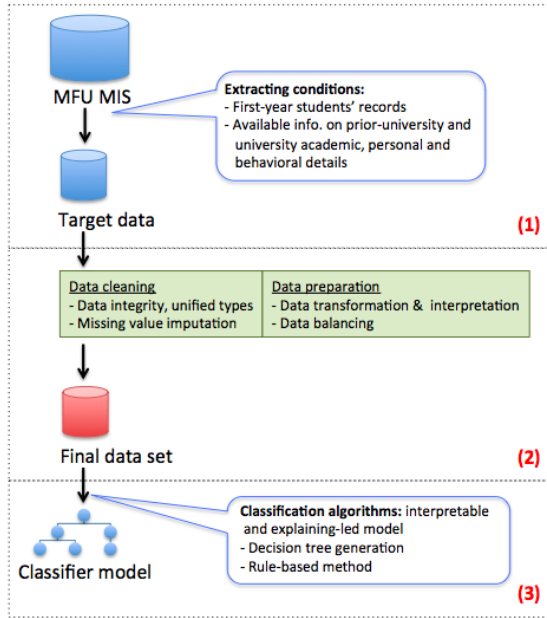 MFU MIS
Extracting conditions:
- First-year students' records
- Available info. on prior-university and
university academic, personal and
behavioral details
Target data
(1)
Data cleaning
- Data integrity, unified types
- Missing value imputation
Data preparation
- Data transformation & interpretation
- Data balancing
Final data set
(2)
Classification algorithms: interpretable
and explaining-led model
- Decision tree generation
- Rule-based method
Classifier model
(3)